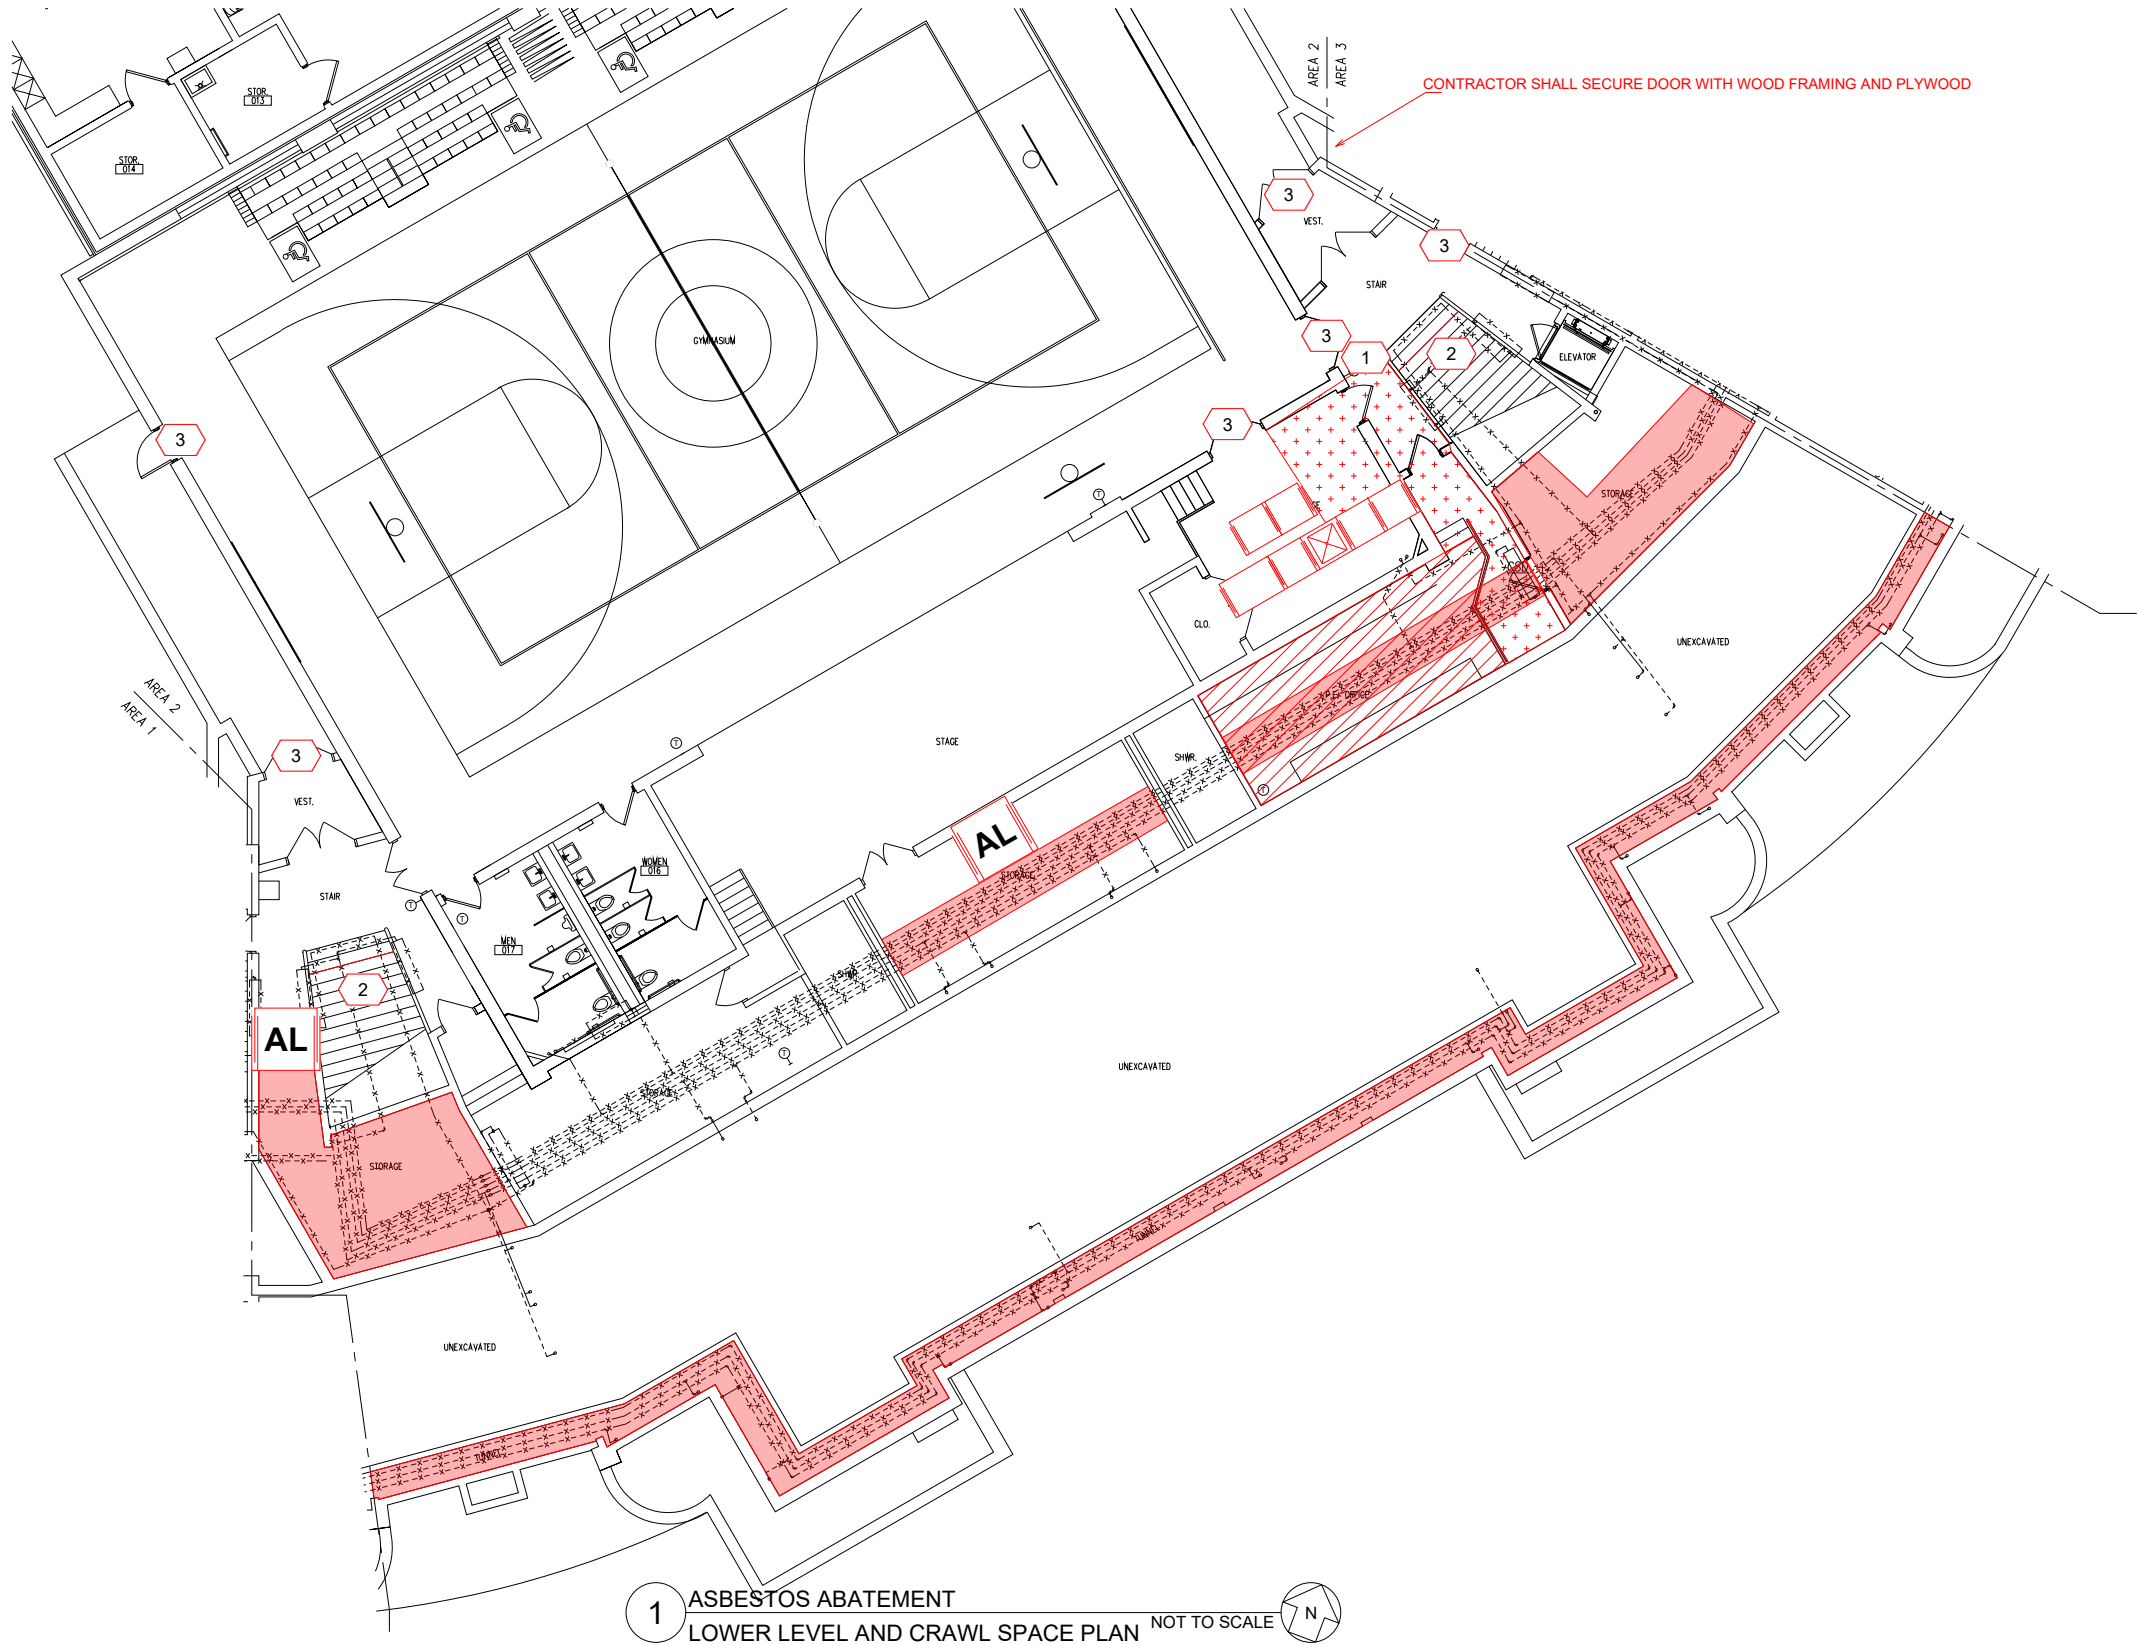 AREA 2
AREA 3
CONTRACTOR SHALL SECURE DOOR WITH WOOD FRAMING AND PLYWOOD
STOR.
013
STOR.
014
3
VEST.
3
STAIR
GYMNASIUM
3
1
2
ELEVATOR
3
3
STORAGE
CLO.
UNEXCAVATED
P.E. OFFICE
AREA 2
AREA 1
STAGE
3
SHWR.
VEST.
AL
WOMEN
016
STORAGE
STAIR
MEN
017
SHWR.
2
AL
UNEXCAVATED
STORAGE
STORAGE
TUNNEL
UNEXCAVATED
TUNNEL
1
ASBESTOS ABATEMENT
LOWER LEVEL AND CRAWL SPACE PLAN
NOT TO SCALE
N